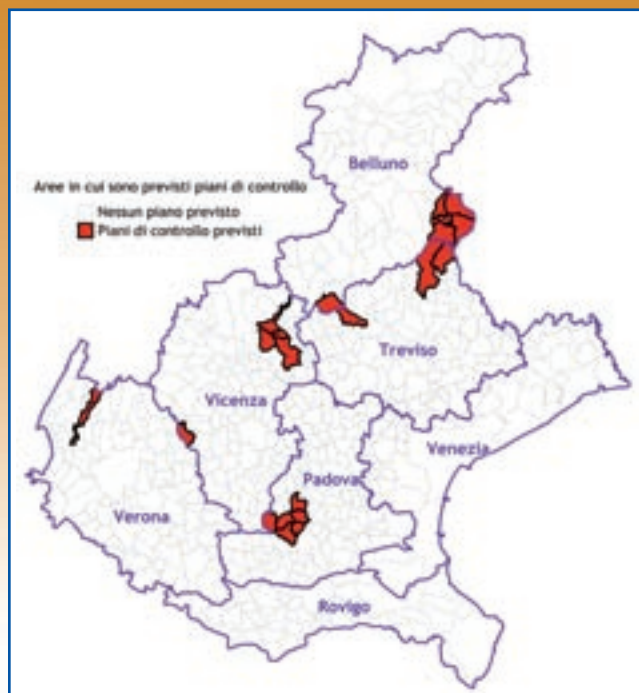 Belluno
Aree in cui sono previsti piani di controllo
Nessun piano previsto
Piani di controllo previsti
Treviso
Vicenza
Venezia
Padova
Verona
Rovigo